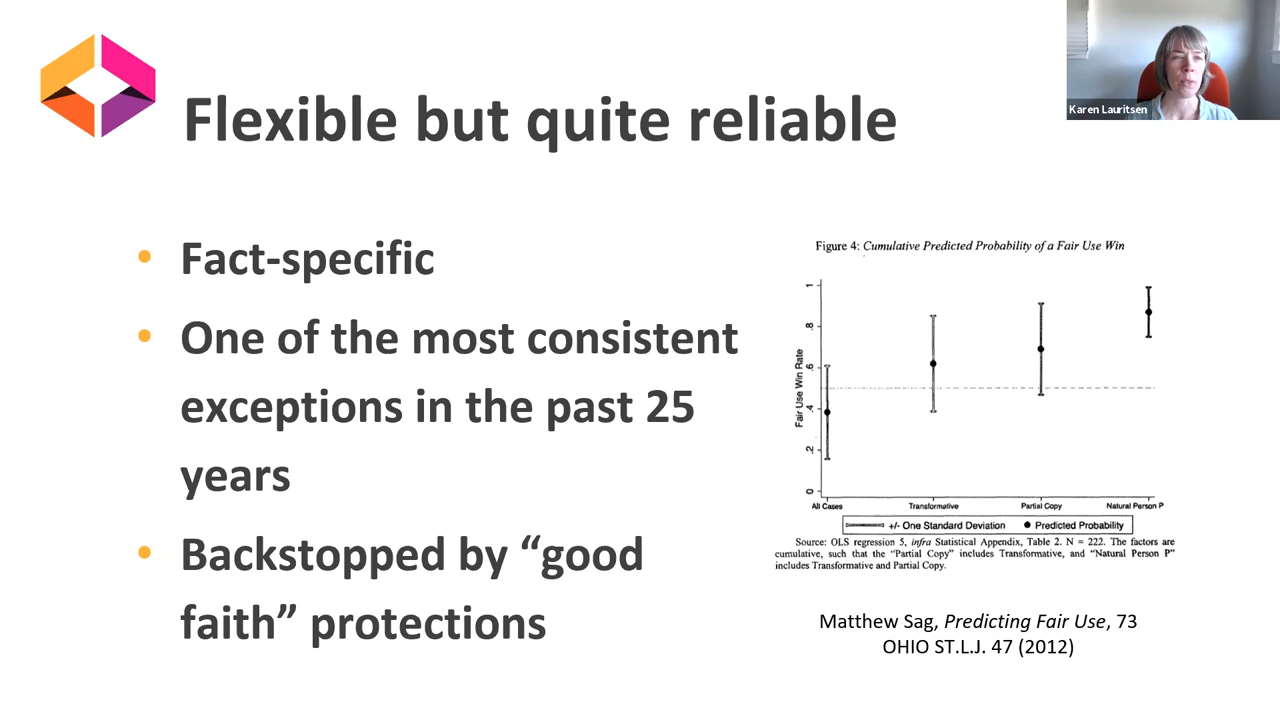 Karen Lauritsen
Flexible but quite reliable
• Fact-specific
• One of the most consistent
exceptions in the past 25
years
• Backstopped by “good
faith” protections
Figure 4: Cumulative Predicted Probability of a Fair Use Win
Fair Use Win Rate
1
.8
.6
.4
.2
0
All Cases Transformative Partial Copy Natural Person P
+/- One Standard Deviation ● Predicted Probability
Source: OLS regression 5, infra Statistical Appendix, Table 2. N = 222. The factors are
cumulative, such that the “Partial Copy” includes Transformative, and “Natural Person P”
includes Transformative and Partial Copy.
Matthew Sag, Predicting Fair Use, 73
OHIO ST.L.J. 47 (2012)